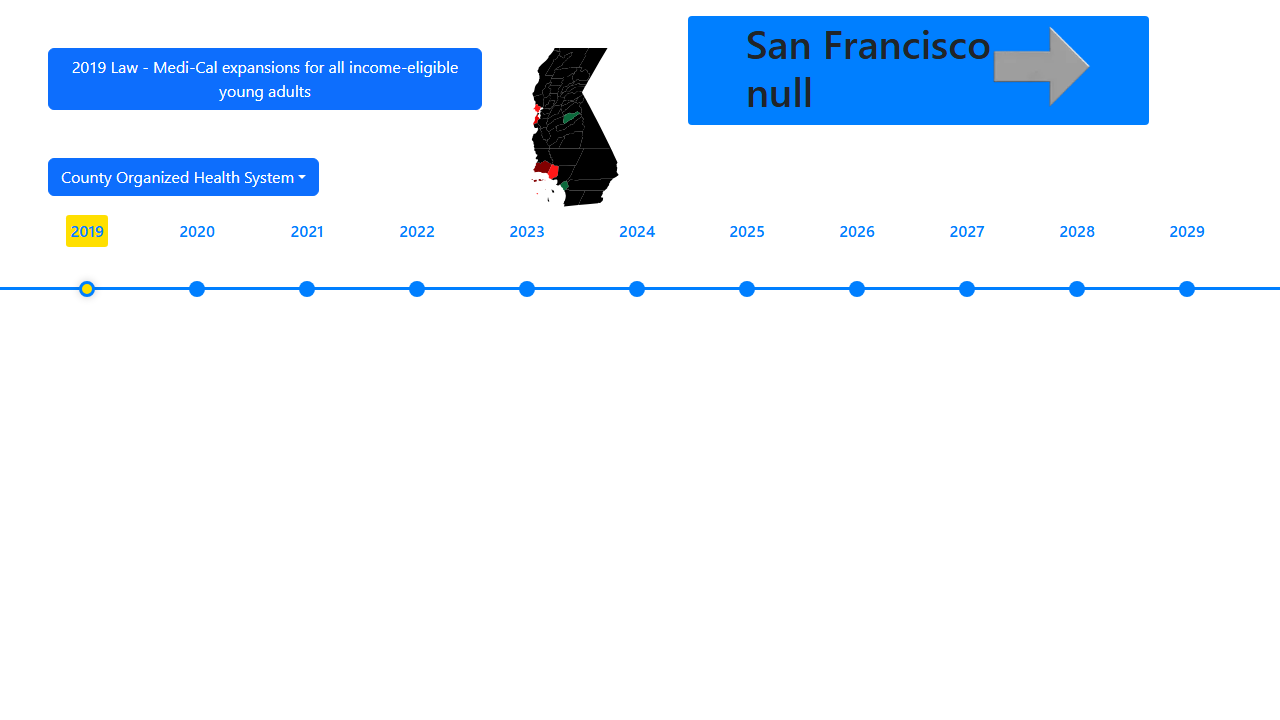 2019 Law - Medi-Cal expansions for all income-eligible
young adults
San Francisco
null
County Organized Health System
2019 2020 2021 2022 2023 2024 2025 2026 2027 2028 2029